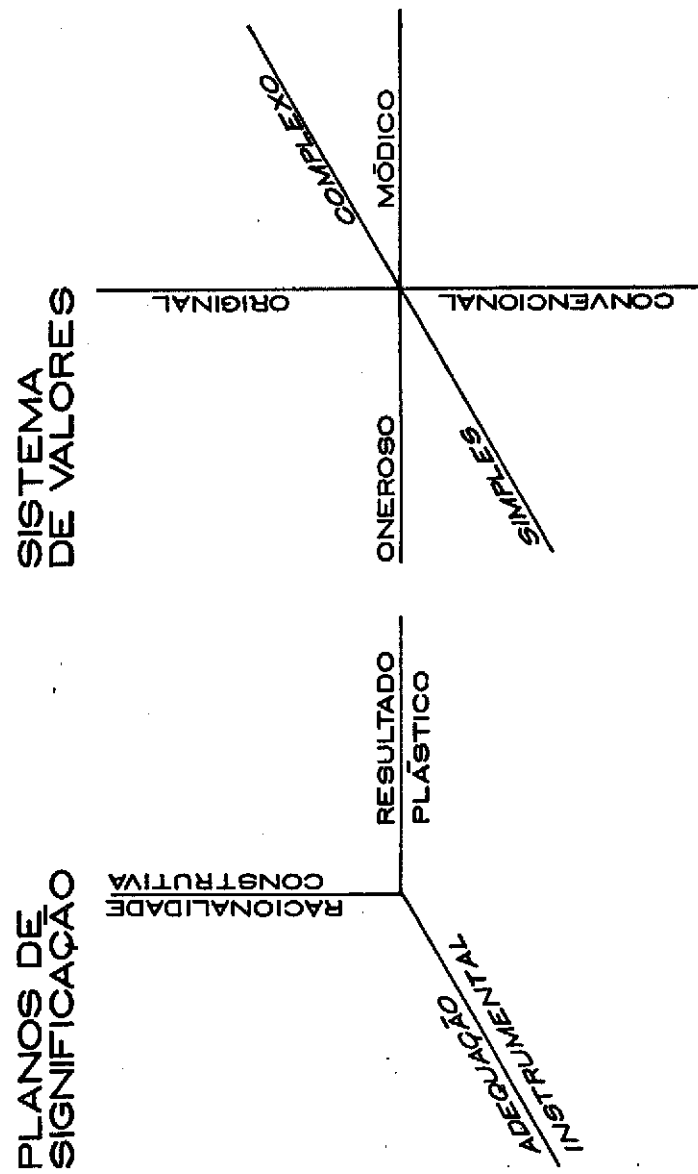 PLANOS DE
SIGNIFICAÇÃO
RACIONALIDADE
CONSTRUTIVA
RESULTADO
PLÁSTICO
ADEQUAÇÃO
INSTRUMENTAL
SISTEMA
DE VALORES
ORIGINAL
COMPLEXO
ONEROSO
MÓDICO
SIMPLES
CONVENCIONAL